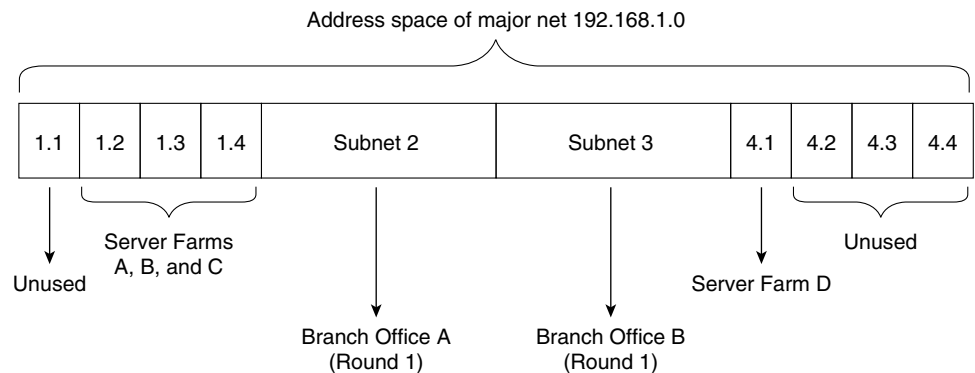 Address space of major net 192.168.1.0
1.1 1.2 1.3 1.4 Subnet 2 Subnet 3 4.1 4.2 4.3 4.4
Unused
Server Farms
A, B, and C
Branch Office A
(Round 1)
Branch Office B
(Round 1)
Server Farm D
Unused